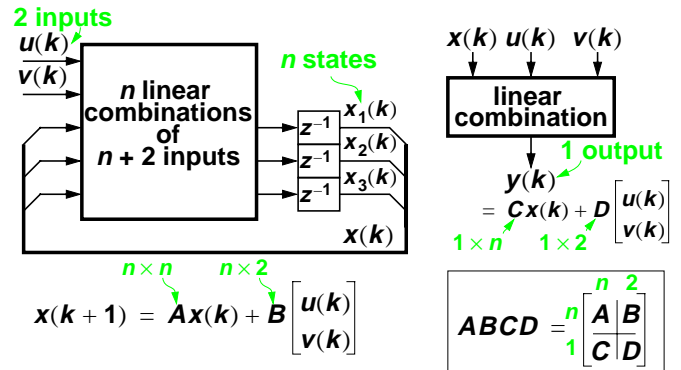 2 inputs
u(k)
v(k)
n linear
combinations
of
n + 2 inputs
n states
z⁻¹ x₁(k)
z⁻¹ x₂(k)
z⁻¹ x₃(k)
x(k)
n × n n × 2
x(k + 1) = Ax(k) + B [u(k)
v(k)]
x(k) u(k) v(k)
linear
combination
1 output
y(k)
= Cx(k) + D [u(k)
v(k)]
1 × n 1 × 2
n 2
ABCD = n [A | B]
1 [C | D]